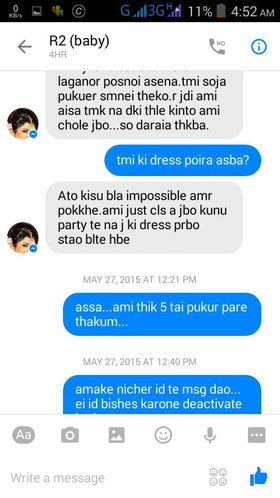 0
KB/s
G 3G H 11% 4:52 AM
R2 (baby)
4HR
HD
laganor posnoi asena.tmi soja
pukuer smnei theko.r jdi ami
aisa tmk na dki thle kinto ami
chole jbo...so daraia thkba.
tmi ki dress poira asba?
Ato kisu bla impossible amr
pokkhe.ami just cls a jbo kunu
party te na j ki dress prbo
stao blte hbe
MAY 27, 2015 AT 12:21 PM
assa...ami thik 5 tai pukur pare
thakum...
MAY 27, 2015 AT 12:40 PM
amake nicher id te msg dao...
ei id bishes karone deactivate
Aa
Write a message